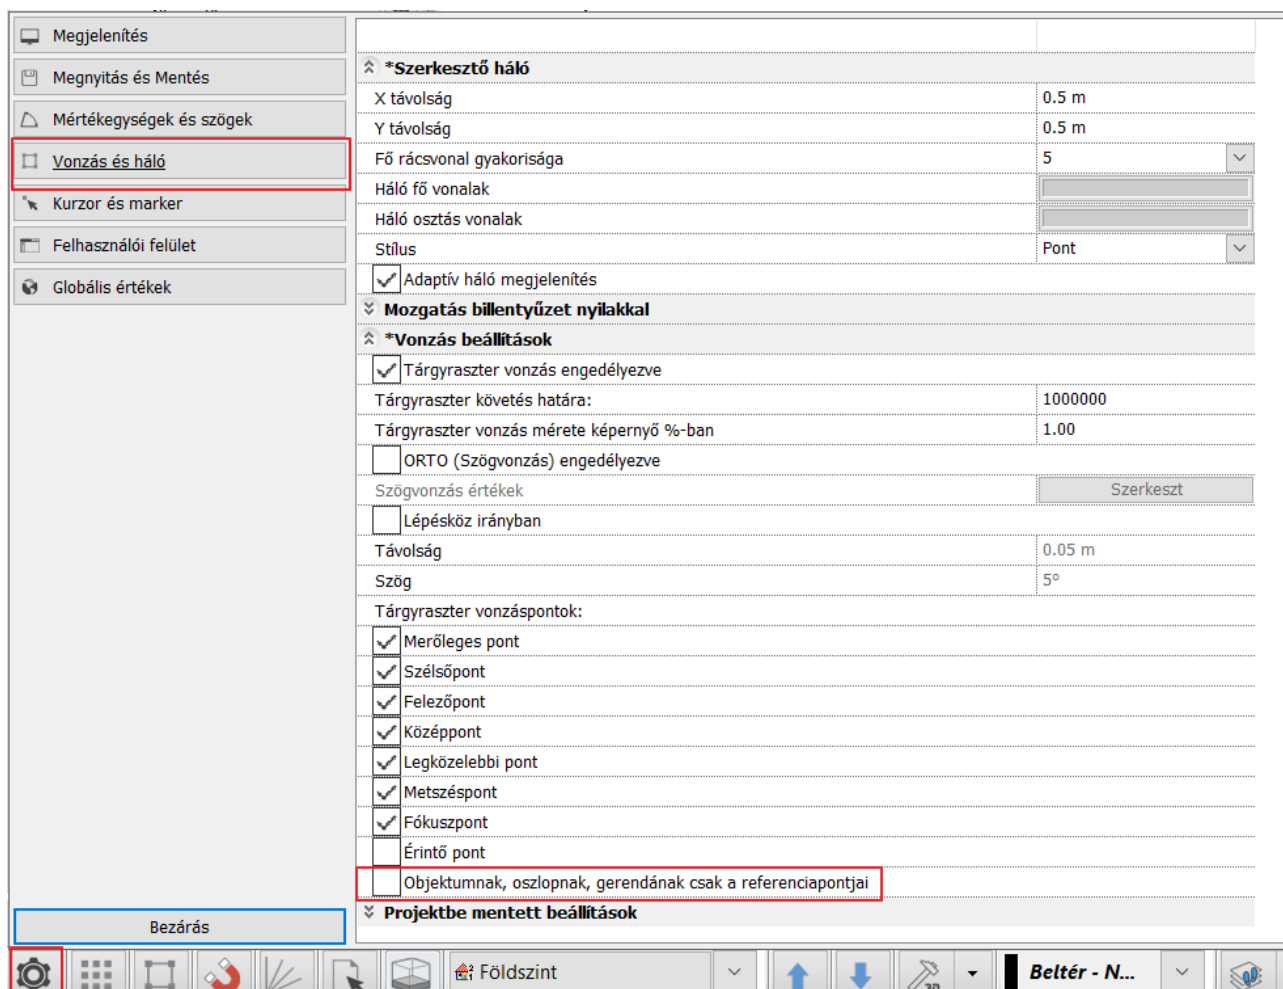 Megjelenítés
Megnyitás és Mentés
Mértékegységek és szögek
Vonzás és háló
Kurzor és marker
Felhasználói felület
Globális értékek
Bezárás
*Szerkesztő háló
X távolság 0.5 m
Y távolság 0.5 m
Fő rácsvonal gyakorisága 5
Háló fő vonalak
Háló osztás vonalak
Stílus Pont
Adaptív háló megjelenítés
Mozgatás billentyűzet nyilakkal
*Vonzás beállítások
Tárgyraszter vonzás engedélyezve
Tárgyraszter követés határa: 1000000
Tárgyraszter vonzás mérete képernyő %-ban 1.00
ORTO (Szögvonzás) engedélyezve
Szögvonzás értékek Szerkeszt
Lépésköz irányban
Távolság 0.05 m
Szög 5°
Tárgyraszter vonzáspontok:
Merőleges pont
Szélsőpont
Felezőpont
Középpont
Legközelebbi pont
Metszéspont
Fókuszpont
Érintő pont
Objektumnak, oszlopnak, gerendának csak a referenciapontjai
Projektbe mentett beállítások
Földszint Beltér - N...